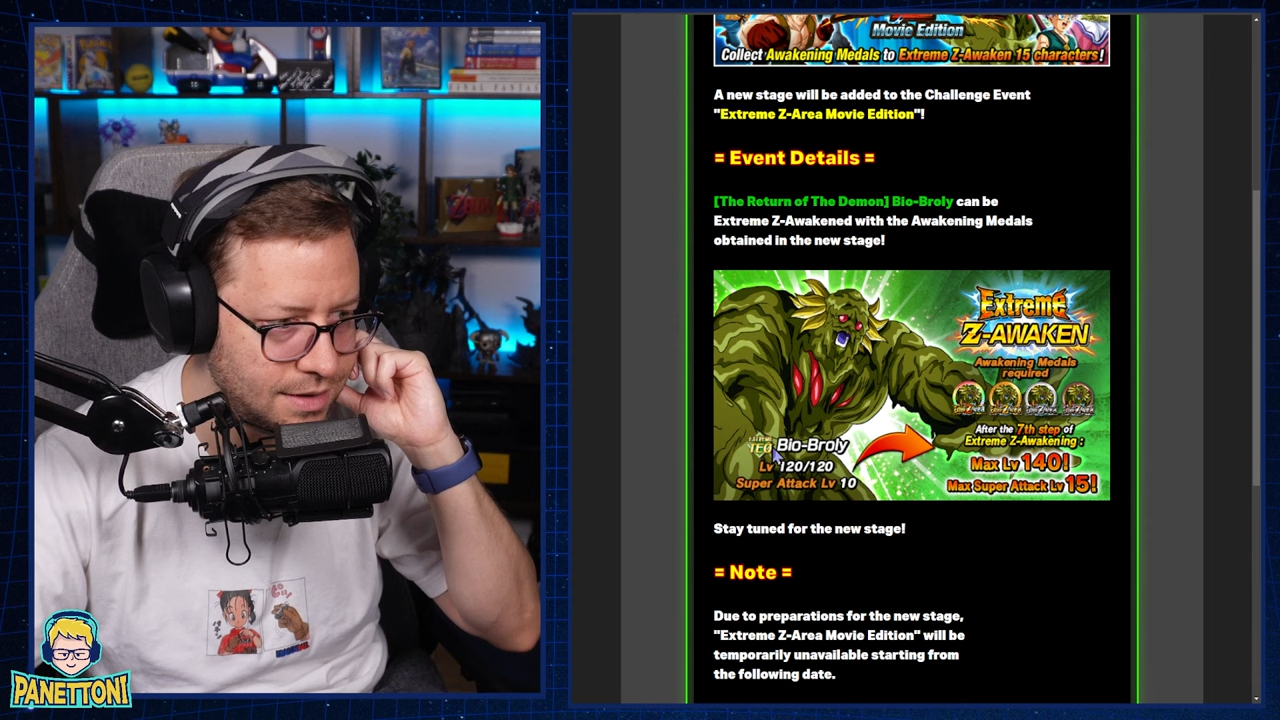 Movie Edition
Collect Awakening Medals to Extreme Z-Awaken 15 characters!
A new stage will be added to the Challenge Event
"Extreme Z-Area Movie Edition"!
= Event Details =
[The Return of The Demon] Bio-Broly can be
Extreme Z-Awakened with the Awakening Medals
obtained in the new stage!
Extreme
Z-AWAKEN
Awakening Medals
required
After the 7th step of
Extreme Z-Awakening :
Max Lv 140!
Max Super Attack Lv 15!
EXTREME
TEQ Bio-Broly
Lv 120/120
Super Attack Lv 10
Stay tuned for the new stage!
= Note =
Due to preparations for the new stage,
"Extreme Z-Area Movie Edition" will be
temporarily unavailable starting from
the following date.
PANETTONI